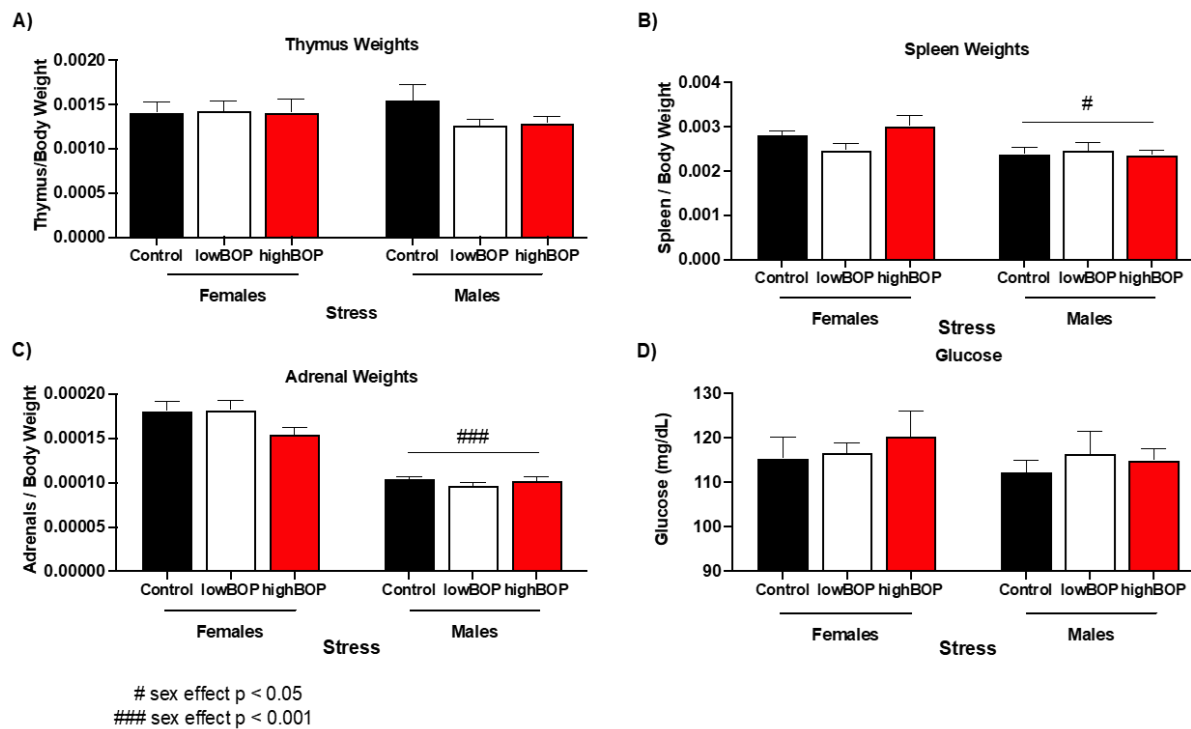 A)
Thymus Weights
Thymus/Body Weight
0.0020
0.0015
0.0010
0.0005
0.0000
Control lowBOP highBOP Control lowBOP highBOP
Females Males
Stress
B)
Spleen Weights
Spleen / Body Weight
0.004
0.003
0.002
0.001
0.000
#
Control lowBOP highBOP Control lowBOP highBOP
Females Males
Stress
C)
Adrenal Weights
Adrenals / Body Weight
0.00020
0.00015
0.00010
0.00005
0.00000
###
Control lowBOP highBOP Control lowBOP highBOP
Females Males
Stress
D)
Glucose
Glucose (mg/dL)
130
120
110
100
90
Control lowBOP highBOP Control lowBOP highBOP
Females Males
Stress
# sex effect p < 0.05
### sex effect p < 0.001